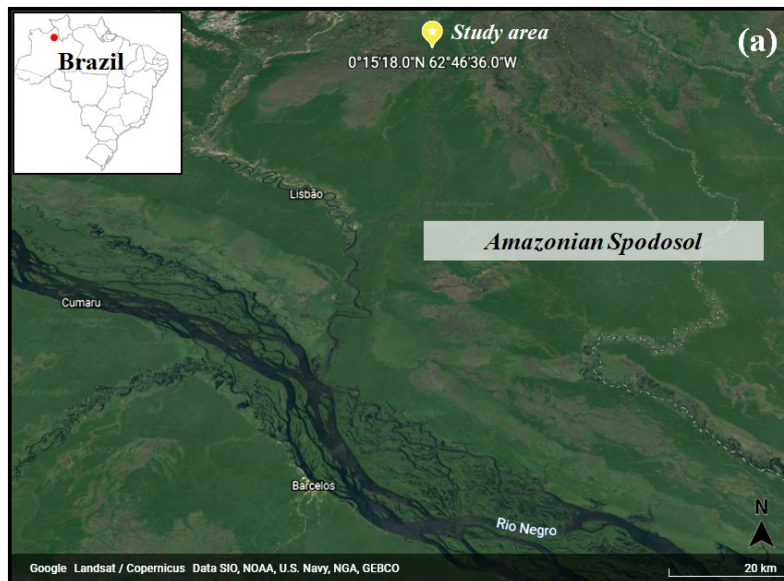 Brazil
Study area
(a)
0°15'18.0"N 62°46'36.0"W
Lisbão
Amazonian Spodosol
Cumaru
Barcelos
Rio Negro
N
Google Landsat / Copernicus Data SIO, NOAA, U.S. Navy, NGA, GEBCO
20 km